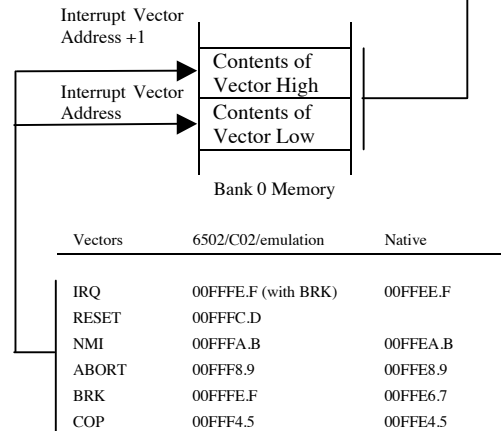 Interrupt Vector
Address +1
Contents of
Vector High
Interrupt Vector
Address
Contents of
Vector Low
Bank 0 Memory
Vectors 6502/C02/emulation Native
IRQ 00FFFE.F (with BRK) 00FFEE.F
RESET 00FFFC.D
NMI 00FFFA.B 00FFEA.B
ABORT 00FFF8.9 00FFE8.9
BRK 00FFFE.F 00FFE6.7
COP 00FFF4.5 00FFE4.5